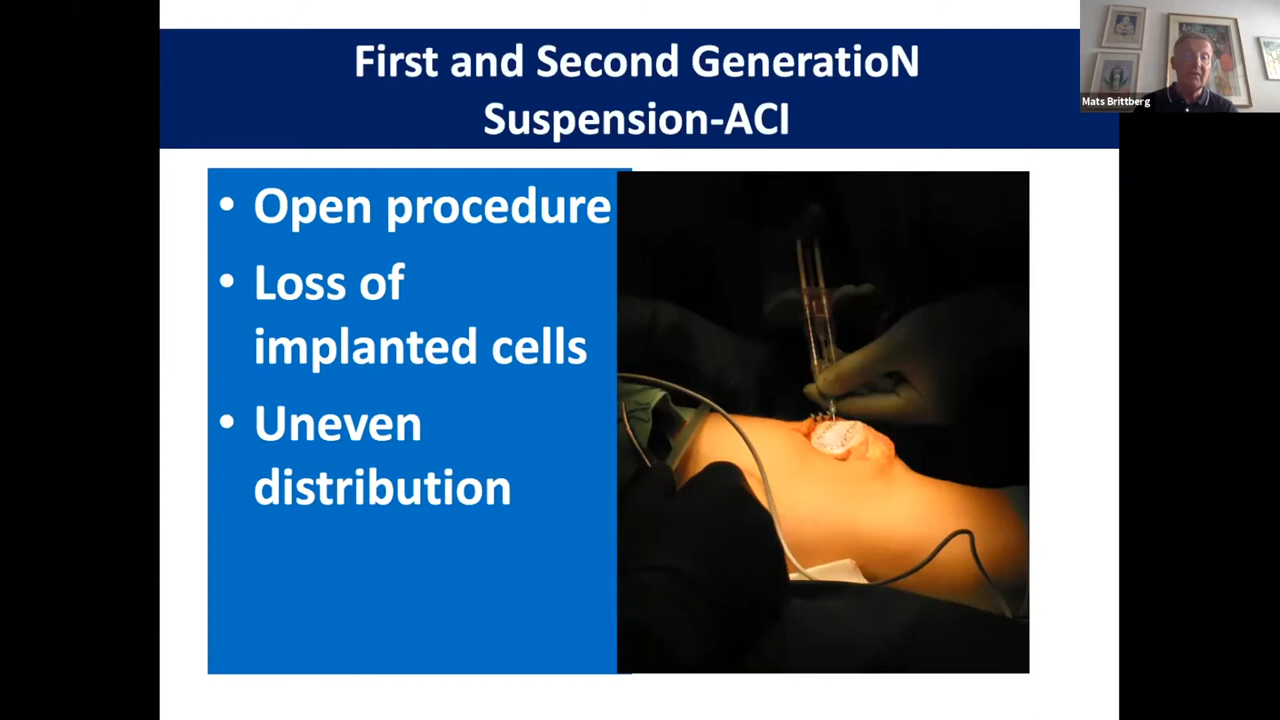 First and Second GeneratioN
Suspension-ACI
Mats Brittberg
• Open procedure
• Loss of
implanted cells
• Uneven
distribution